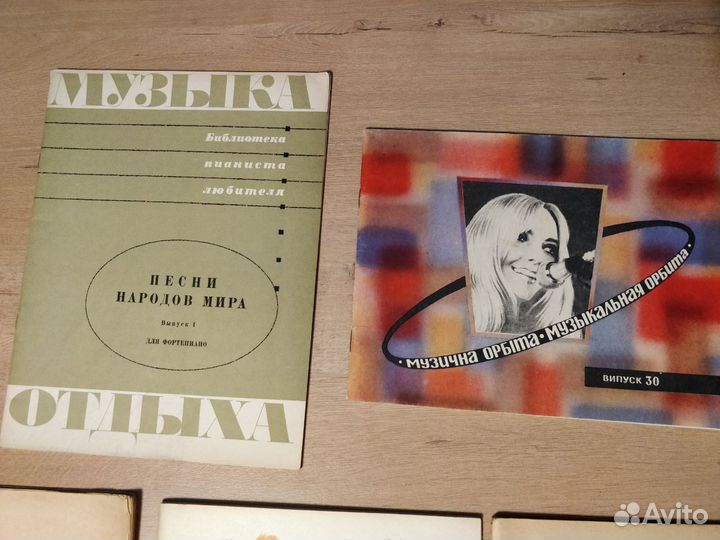 МУЗЫКА
Библиотека
пианиста
любителя
ПЕСНИ
НАРОДОВ МИРА
Выпуск 1
ДЛЯ ФОРТЕПИАНО
ОТДЫХА
• МУЗИЧНА ОРБІТА • МУЗЫКАЛЬНАЯ ОРБИТА •
ВИПУСК 30
Avito